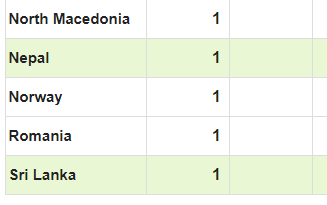 North Macedonia 1
Nepal 1
Norway 1
Romania 1
Sri Lanka 1